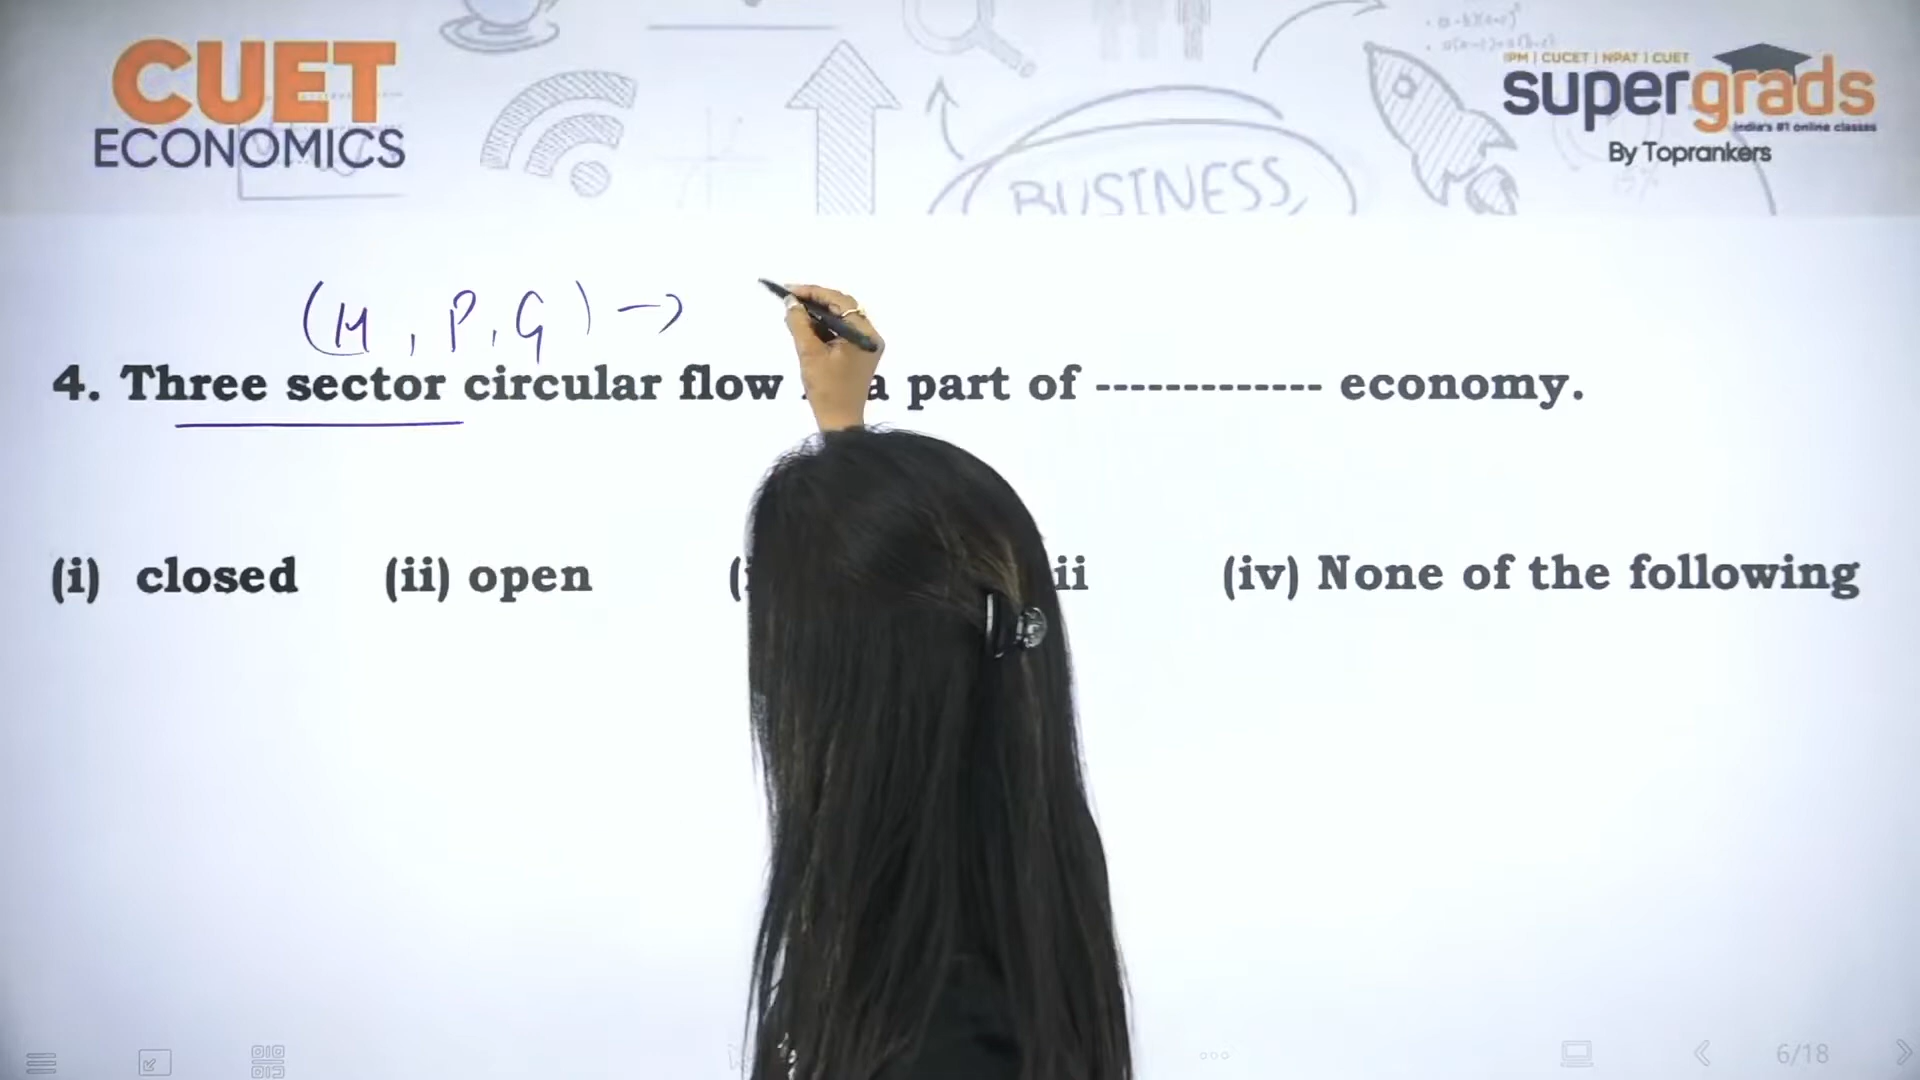 CUET
ECONOMICS
IPM | CUCET | NPAT | CUET
supergrads
India's #1 online classes
By Toprankers
BUSINESS,
(H, P, G) →
4. Three sector circular flow a part of ------------- economy.
(i) closed (ii) open ii (iv) None of the following
6/18